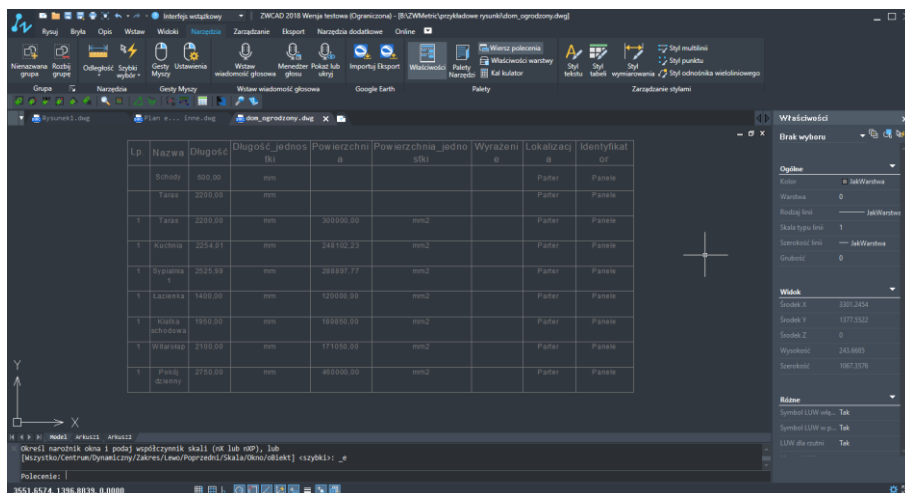 Interfejs wstążkowy ZWCAD 2018 Wersja testowa (Ograniczona) - [B:\ZWMetric\przykładowe rysunki\dom_ogrodzony.dwg]
Rysuj Bryła Opis Wstaw Widoki Narzędzia Zarządzanie Eksport Narzędzia dodatkowe Online
Nienazwana grupa Rozbij grupę Odległość Szybki wybór Gesty Myszy Ustawienia Wstaw wiadomość głosowa Menedżer głosu Pokaż lub ukryj Importuj Eksport Właściwości Palety Narzędzi
Wiersz polecenia
Właściwości warstwy
Kalkulator
Styl tekstu Styl tabeli Styl wymiarowania
Styl multilinii
Styl punktu
Styl odnośnika wieloliniowego
Grupa Narzędzia Gesty Myszy Wstaw wiadomość głosowa Google Earth Palety Zarządzanie stylami
Rysunek1.dwg Plan e... inne.dwg dom_ogrodzony.dwg
Lp. Nazwa Długość Długość_jednostki Powierzchnia Powierzchnia_jednostki Wyrażenie Lokalizacja Identyfikator
Schody 600,00 mm Parter Panele
Taras 2200,00 mm Parter Panele
1 Taras 2200,00 mm 300000,00 mm2 Parter Panele
1 Kuchnia 2254,01 mm 248102,23 mm2 Parter Panele
1 Sypialnia 1 2525,99 mm 288897,77 mm2 Parter Panele
1 Łazienka 1400,00 mm 120000,00 mm2 Parter Panele
1 Klatka schodowa 1950,00 mm 189850,00 mm2 Parter Panele
1 Wiatrołap 2100,00 mm 171050,00 mm2 Parter Panele
1 Pokój dzienny 2750,00 mm 460000,00 mm2 Parter Panele
Y
X
Właściwości
Brak wyboru
Ogólne
Kolor JakWarstwa
Warstwa 0
Rodzaj linii JakWarstwa
Skala typu linii 1
Szerokość linii JakWarstwa
Grubość 0
Widok
Środek X 3301.2454
Środek Y 1377.5522
Środek Z 0
Wysokość 243.6685
Szerokość 1067.3576
Różne
Symbol LUW włą... Tak
Symbol LUW w p... Tak
LUW dla rzutni Tak
Model Arkusz1 Arkusz2
Określ narożnik okna i podaj współczynnik skali (nX lub nXP), lub
[Wszystko/Centrum/Dynamiczny/Zakres/Lewo/Poprzedni/Skala/Okno/oBiekt] <szybki>: _e
Polecenie:
3551.6574, 1396.8039, 0.0000